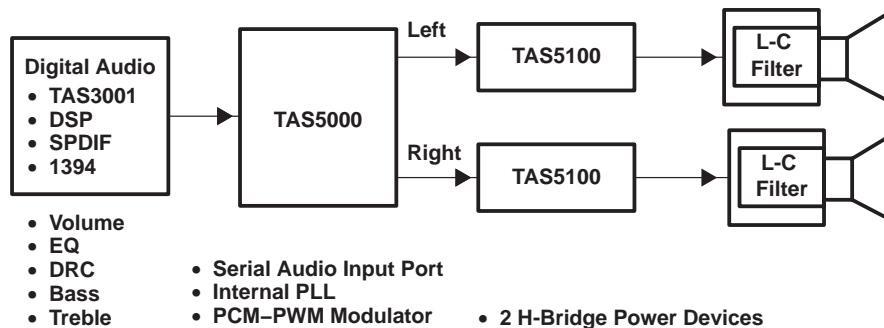 Digital Audio
• TAS3001
• DSP
• SPDIF
• 1394
TAS5000
Left
TAS5100
L-C
Filter
Right
TAS5100
L-C
Filter
• Volume
• EQ
• DRC
• Bass
• Treble
• Serial Audio Input Port
• Internal PLL
• PCM–PWM Modulator
• 2 H-Bridge Power Devices